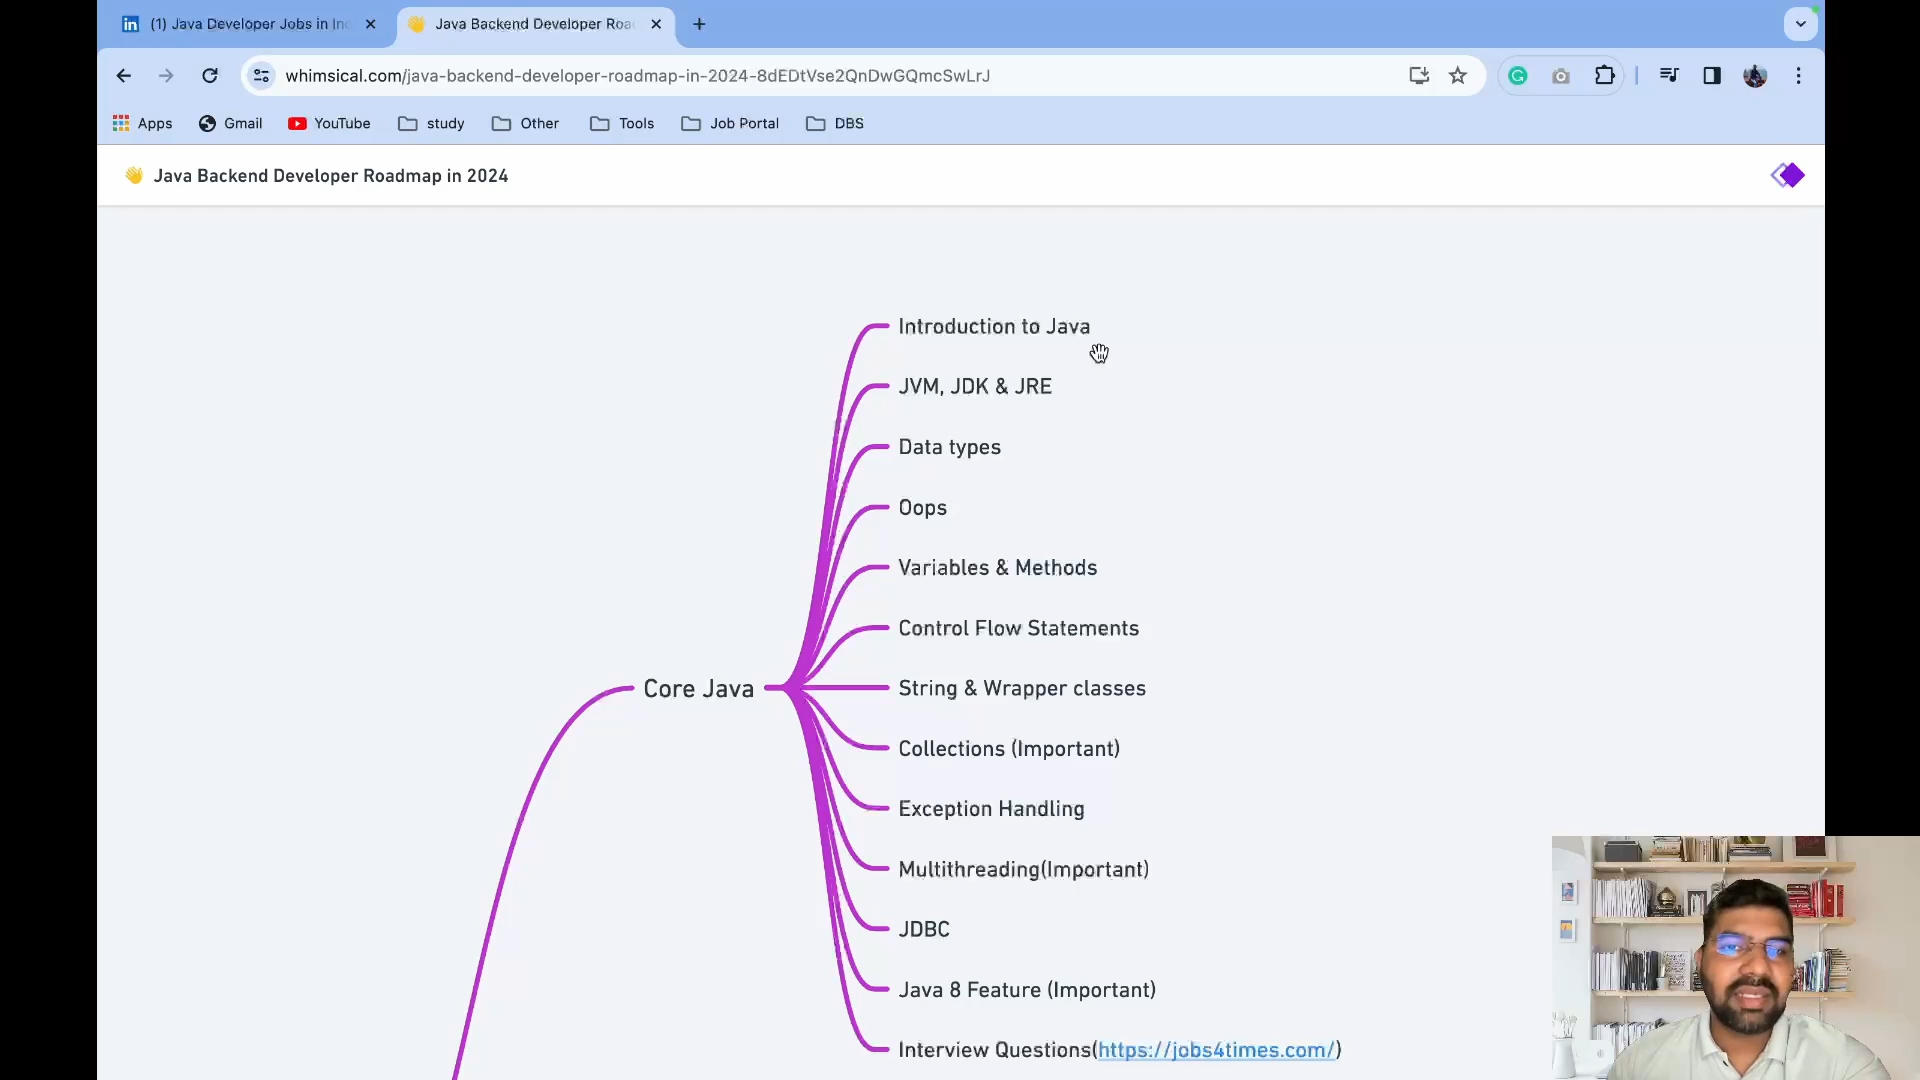 (1) Java Developer Jobs in Ind
Java Backend Developer Roa
whimsical.com/java-backend-developer-roadmap-in-2024-8dEDtVse2QnDwGQmcSwLrJ
Apps Gmail YouTube study Other Tools Job Portal DBS
Java Backend Developer Roadmap in 2024
Introduction to Java
JVM, JDK & JRE
Data types
Oops
Variables & Methods
Control Flow Statements
Core Java
String & Wrapper classes
Collections (Important)
Exception Handling
Multithreading(Important)
JDBC
Java 8 Feature (Important)
Interview Questions(https://jobs4times.com/)